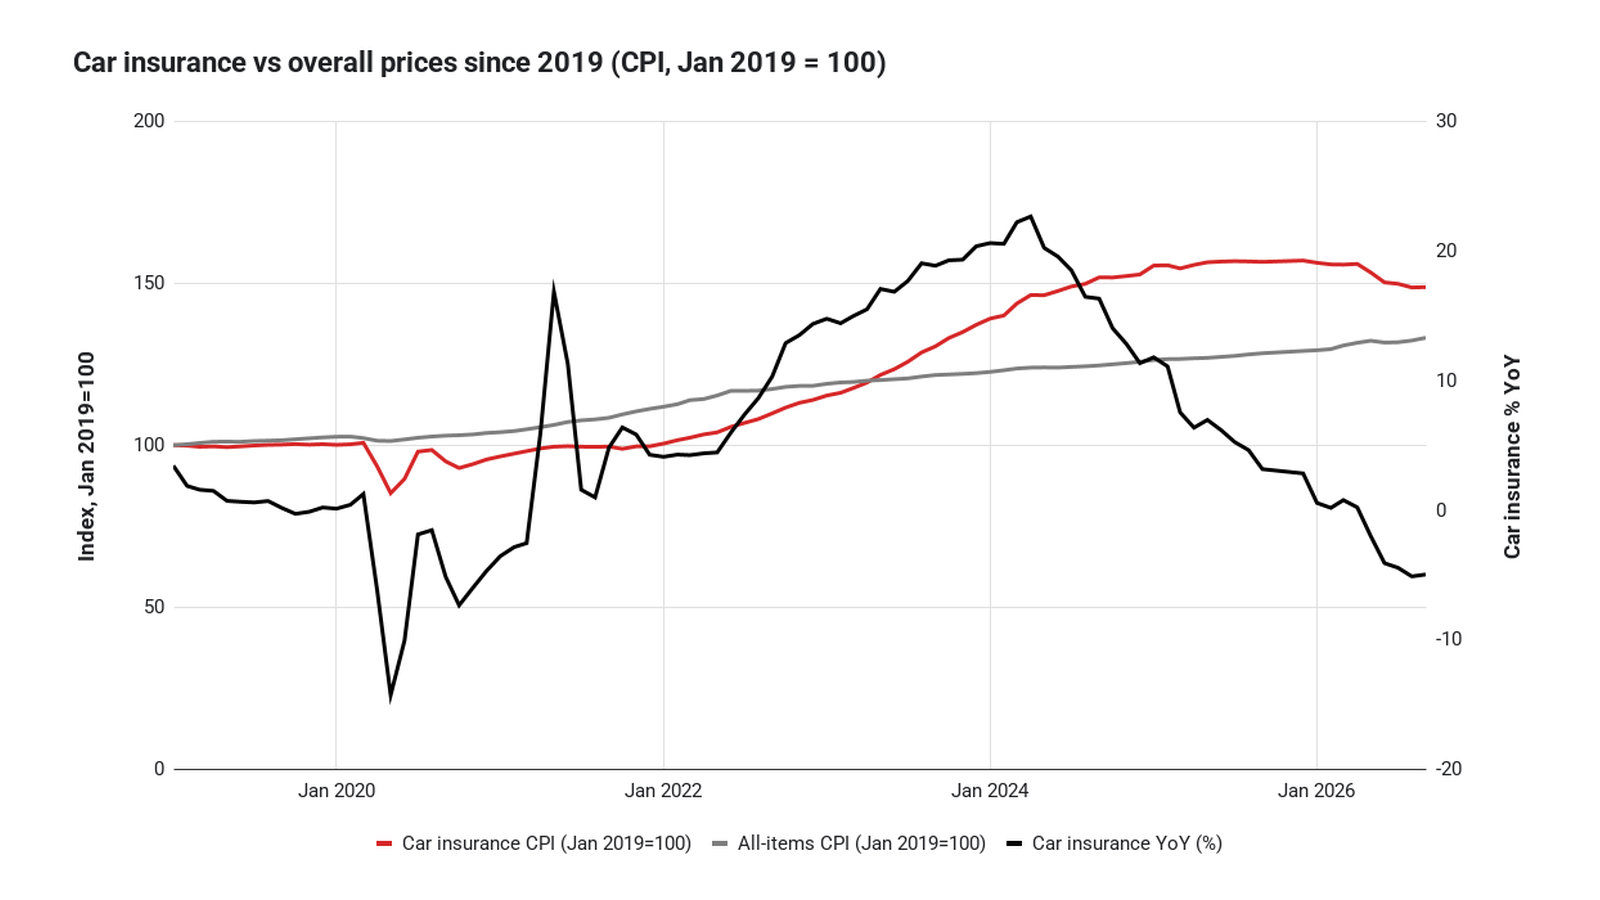 Car insurance vs overall prices since 2019 (CPI, Jan 2019 = 100)
200
150
100
50
0
30
20
10
0
-10
-20
Index, Jan 2019=100
Car insurance % YoY
Jan 2020
Jan 2022
Jan 2024
Jan 2026
Car insurance CPI (Jan 2019=100)
All-items CPI (Jan 2019=100)
Car insurance YoY (%)